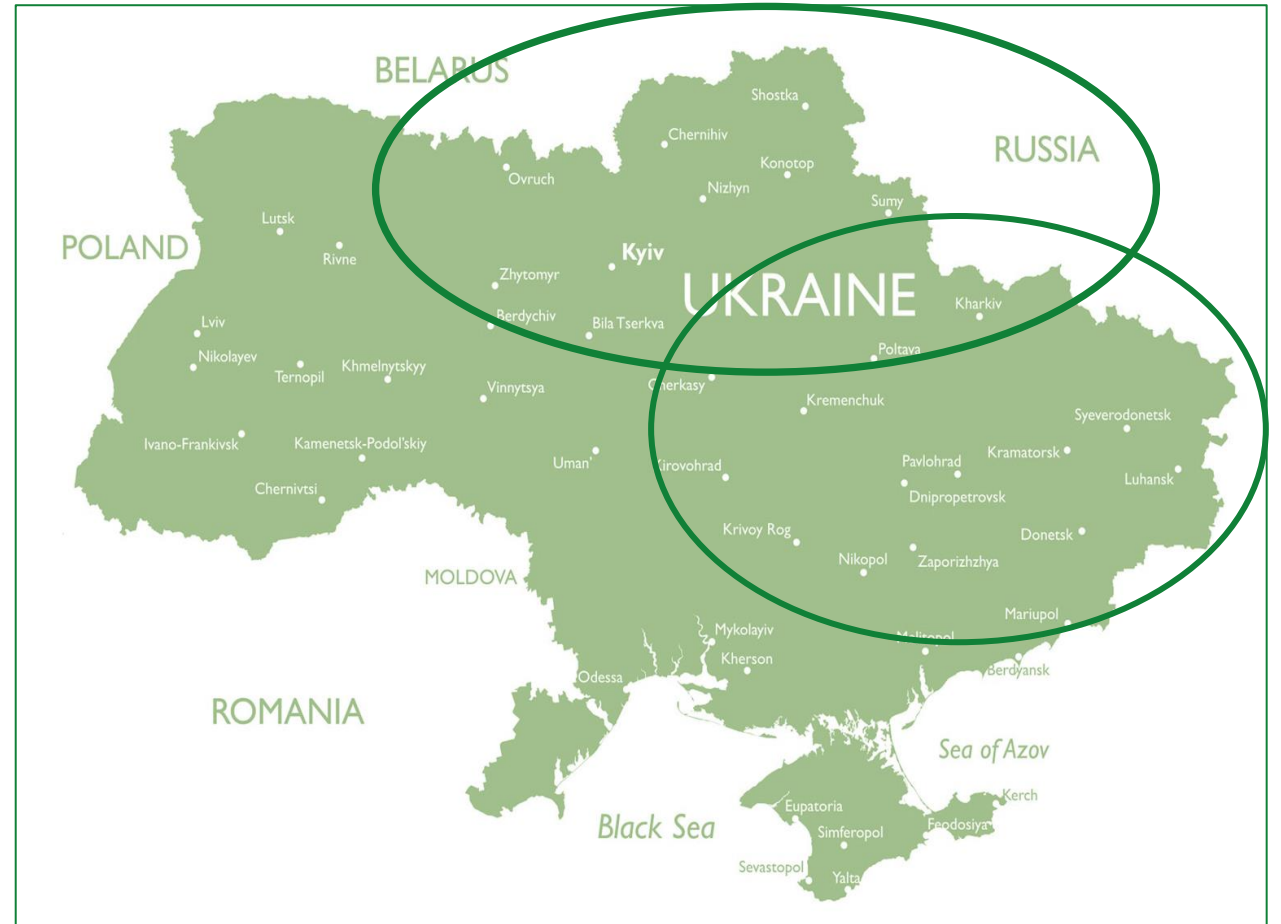 BELARUS
Shostka
Chernihiv
RUSSIA
Konotop
Ovruch
Nizhyn
Sumy
Lutsk
POLAND
Kyiv
Rivne
Zhytomyr
UKRAINE
Kharkiv
Berdychiv
Bila Tserkva
Lviv
Poltava
Nikolayev
Khmelnytskyy
Ternopil
Cherkasy
Vinnytsya
Kremenchuk
Syeverodonetsk
Ivano-Frankivsk
Kamenetsk-Podol'skiy
Kramatorsk
Uman'
Kirovohrad
Pavlohrad
Luhansk
Chernivtsi
Dnipropetrovsk
Krivoy Rog
Donetsk
Nikopol
Zaporizhzhya
MOLDOVA
Mariupol
Mykolayiv
Melitopol
Kherson
Berdyansk
Odessa
ROMANIA
Sea of Azov
Kerch
Eupatoria
Black Sea
Feodosiya
Simferopol
Sevastopol
Yalta